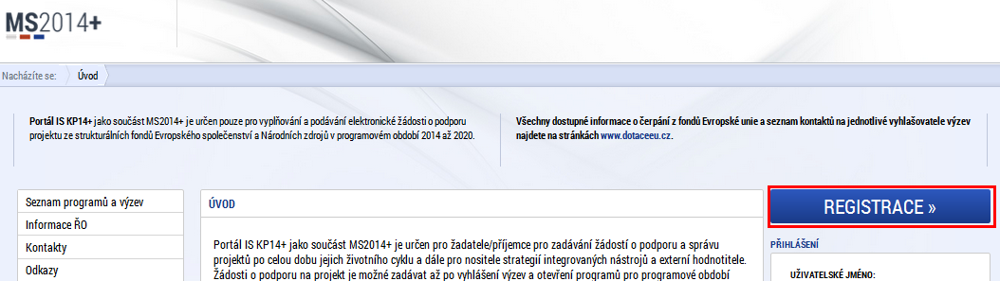 MS2014+
Nacházíte se: Úvod
Portál IS KP14+ jako součást MS2014+ je určen pouze pro vyplňování a podávání elektronické žádosti o podporu
projektu ze strukturálních fondů Evropského společenství a Národních zdrojů v programovém období 2014 až 2020.
Všechny dostupné informace o čerpání z fondů Evropské unie a seznam kontaktů na jednotlivé vyhlašovatele výzev
najdete na stránkách www.dotaceeu.cz.
Seznam programů a výzev
Informace ŘO
Kontakty
Odkazy
ÚVOD
Portál IS KP14+ jako součást MS2014+ je určen pro žadatele/příjemce pro zadávání žádostí o podporu a správu
projektů po celou dobu jejich životního cyklu a dále pro nositele strategií integrovaných nástrojů a externí hodnotitele.
Žádosti o podporu na projekt je možné zadávat až po vyhlášení výzev a otevření programů pro programové období
REGISTRACE »
PŘIHLÁŠENÍ
UŽIVATELSKÉ JMÉNO: